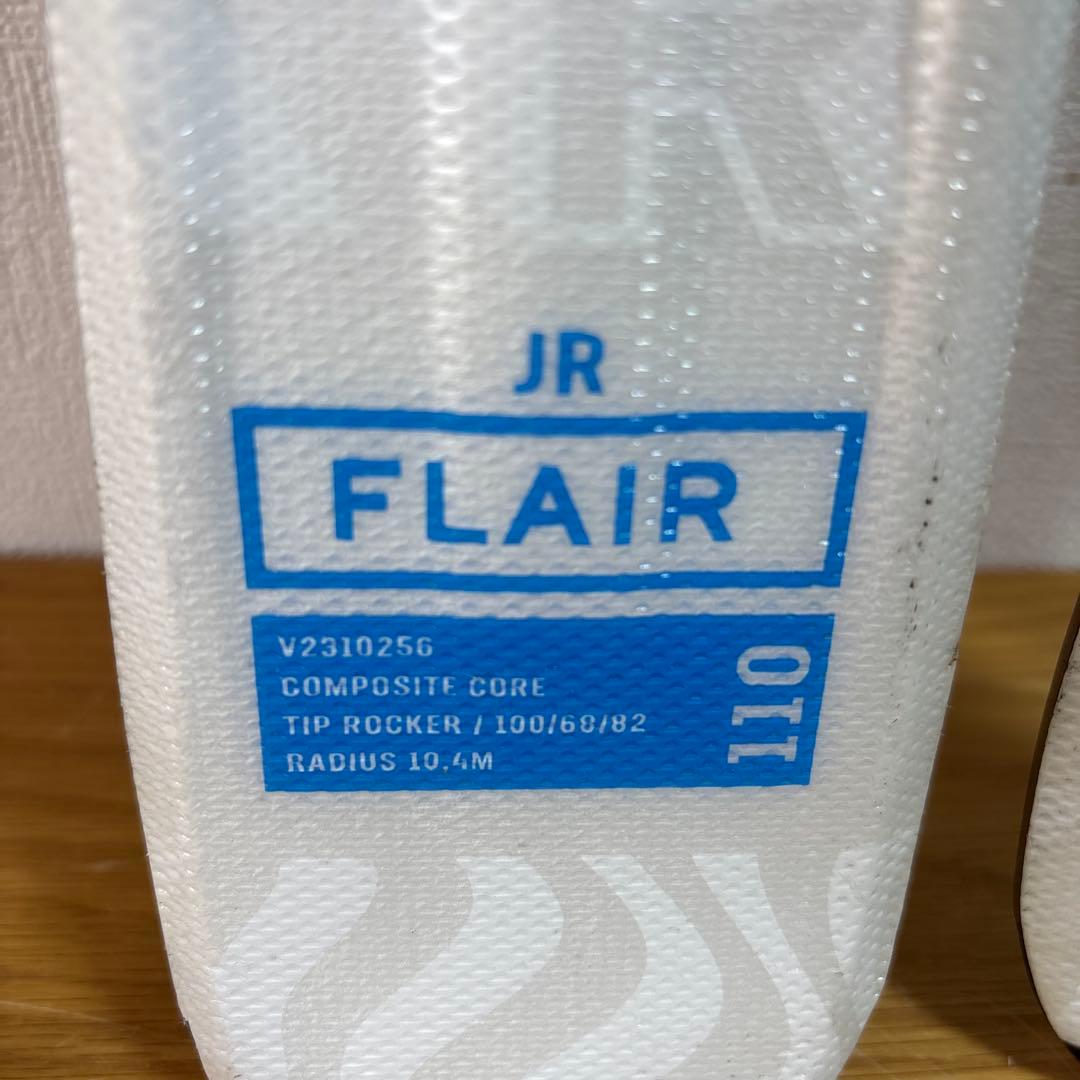 JR
FLAIR
V2310256
COMPOSITE CORE
TIP ROCKER / 100/68/82
RADIUS 10.4M
110